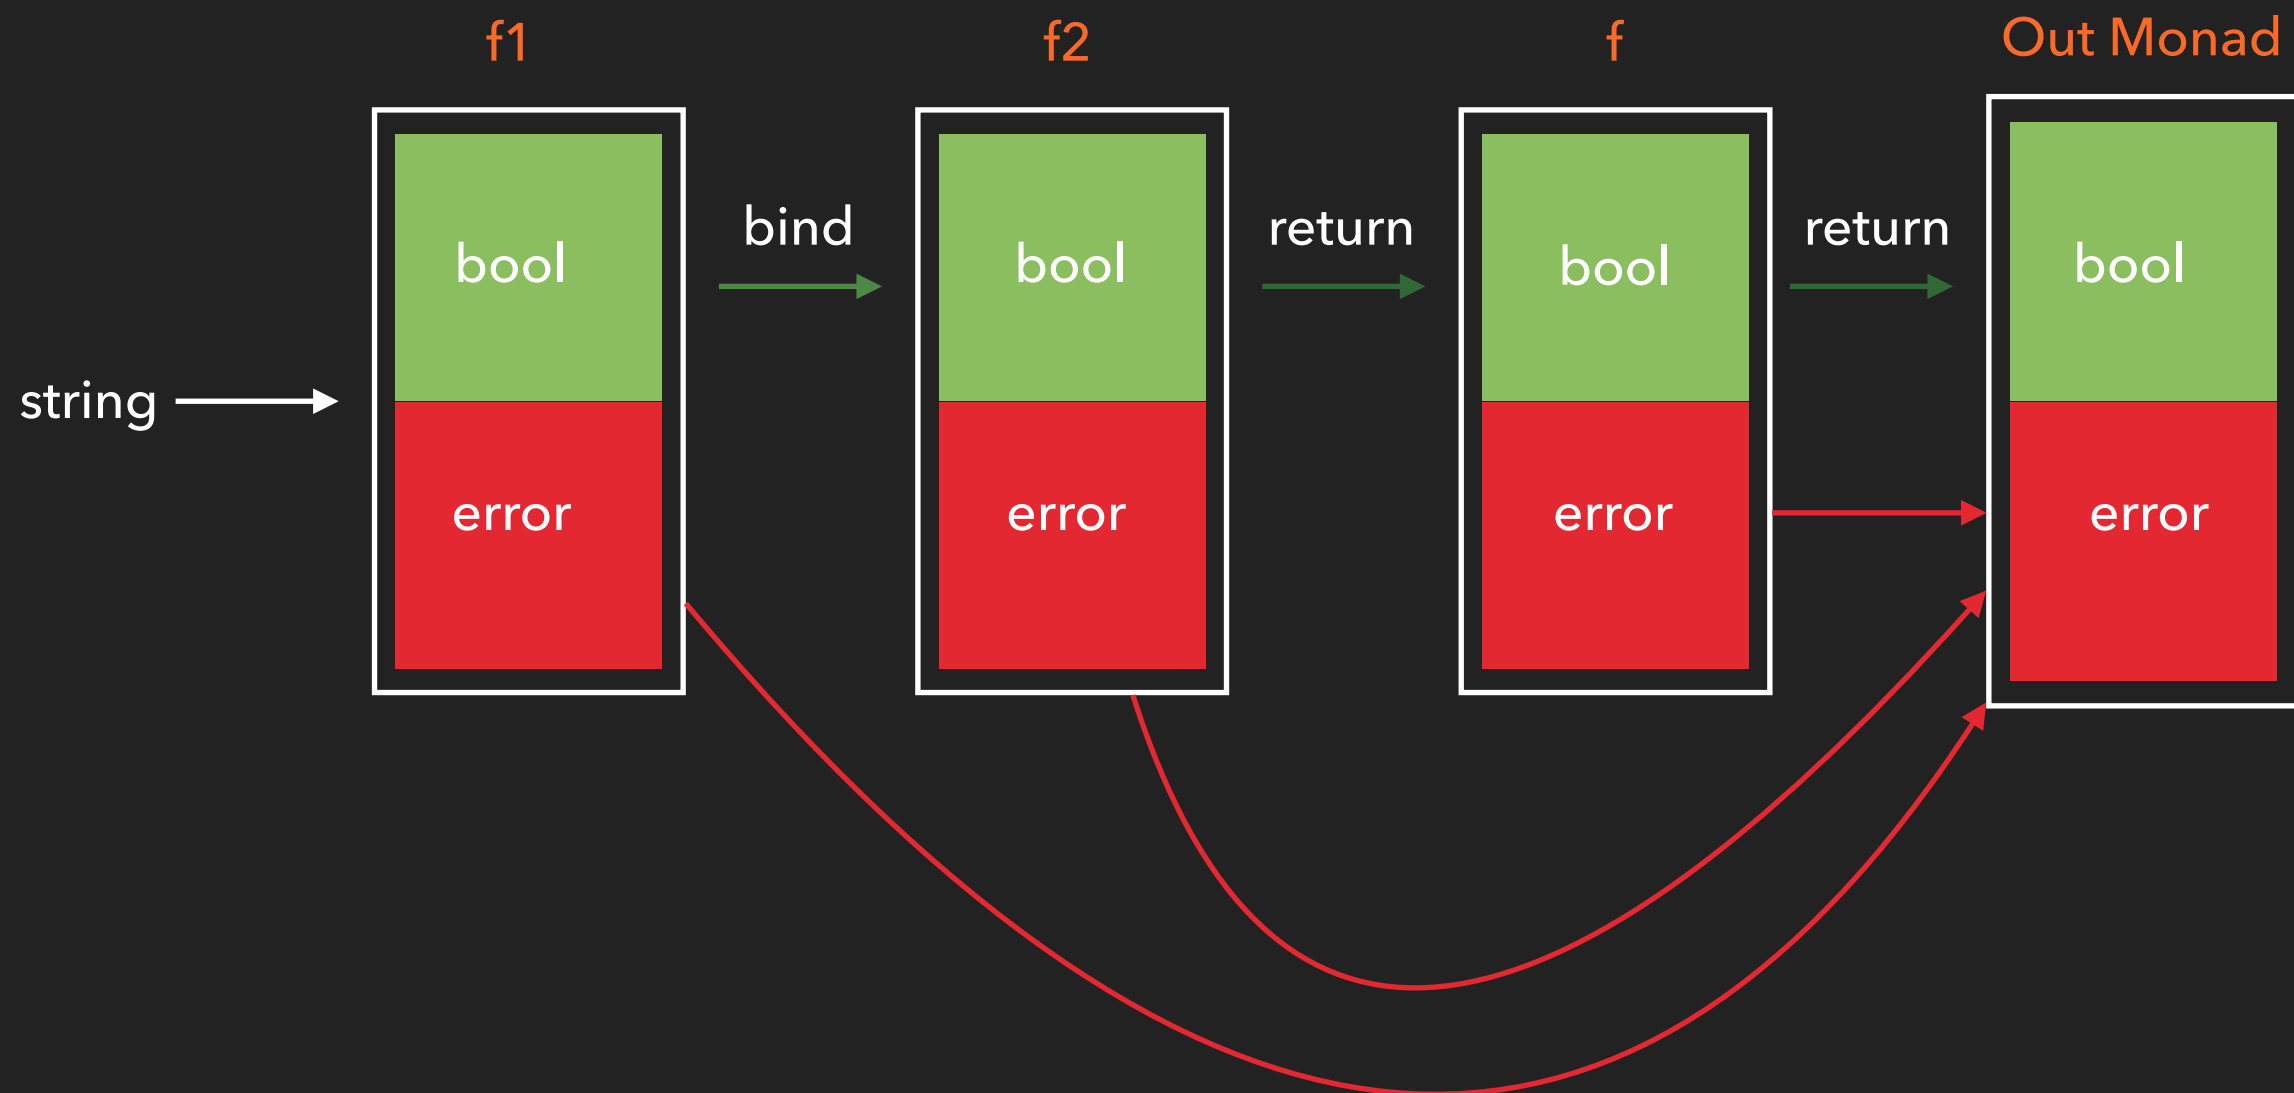 f1
f2
f
Out Monad
bind
return
return
bool
bool
bool
bool
string
error
error
error
error